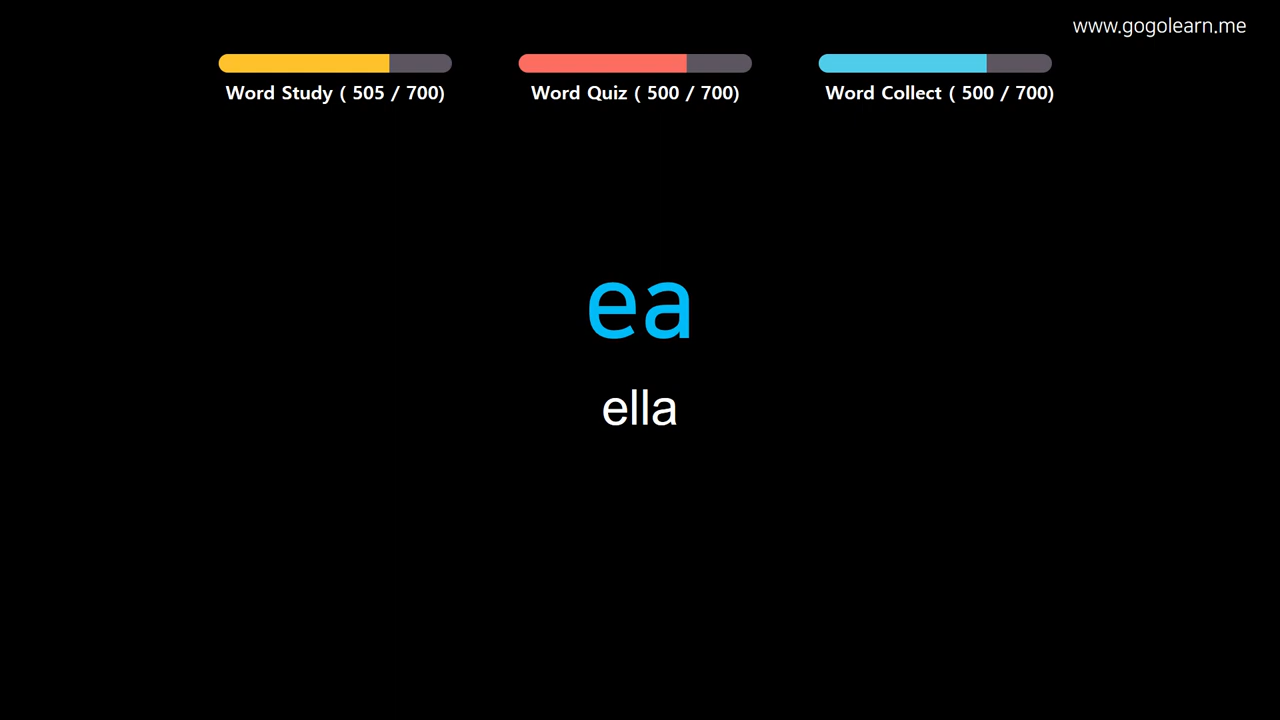 www.gogolearn.me
Word Study ( 505 / 700)
Word Quiz ( 500 / 700)
Word Collect ( 500 / 700)
ea
ella